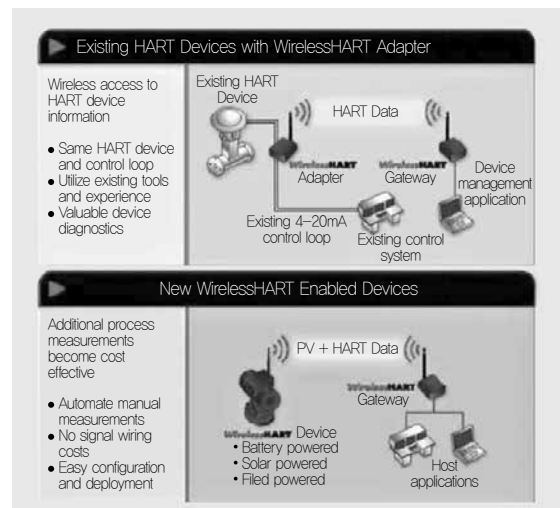 Existing HART Devices with WirelessHART Adapter
Wireless access to
HART device
information
• Same HART device
and control loop
• Utilize existing tools
and experience
• Valuable device
diagnostics
Existing HART
Device
HART Data
WirelessHART
Adapter
WirelessHART
Gateway
Device
management
application
Existing 4–20mA
control loop
Existing control
system
New WirelessHART Enabled Devices
Additional process
measurements
become cost
effective
• Automate manual
measurements
• No signal wiring
costs
• Easy configuration
and deployment
PV + HART Data
WirelessHART
Gateway
WirelessHART Device
• Battery powered
• Solar powered
• Filed powered
Host
applications